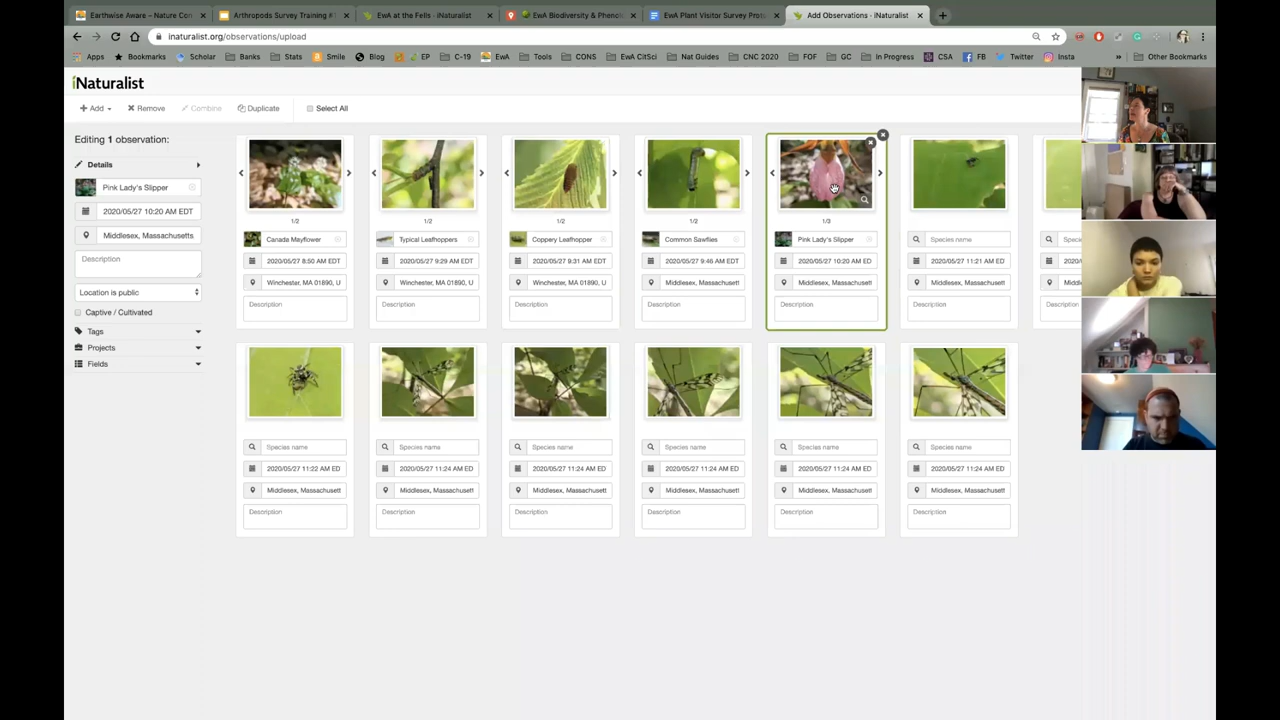 Earthwise Aware – Nature Con
Arthropods Survey Training #1
EwA at the Fells · iNaturalist
EwA Biodiversity & Phenolo
EwA Plant Visitor Survey Prot
Add Observations · iNaturalist
inaturalist.org/observations/upload
Apps Bookmarks Scholar Banks Stats Smile Blog EP C-19 EwA Tools CONS EwA CitSci Nat Guides CNC 2020 FOF GC In Progress CSA FB Twitter Insta » Other Bookmarks
iNaturalist
Add Remove Combine Duplicate Select All
Editing 1 observation:
Details
Pink Lady's Slipper
2020/05/27 10:20 AM EDT
Middlesex, Massachusetts
Description
Location is public
Captive / Cultivated
Tags
Projects
Fields
1/2 1/2 1/2 1/2 1/3
Canada Mayflower Typical Leafhoppers Coppery Leafhopper Common Sawflies Pink Lady's Slipper Species name Species name
2020/05/27 8:50 AM EDT 2020/05/27 9:29 AM EDT 2020/05/27 9:31 AM EDT 2020/05/27 9:46 AM EDT 2020/05/27 10:20 AM ED 2020/05/27 11:21 AM ED 2020/0
Winchester, MA 01890, U Winchester, MA 01890, U Winchester, MA 01890, U Middlesex, Massachusett Middlesex, Massachusett Middlesex, Massachusett Middl
Description Description Description Description Description Description Description
Species name Species name Species name Species name Species name Species name
2020/05/27 11:22 AM ED 2020/05/27 11:24 AM ED 2020/05/27 11:24 AM ED 2020/05/27 11:24 AM ED 2020/05/27 11:24 AM ED 2020/05/27 11:24 AM ED
Middlesex, Massachusett Middlesex, Massachusett Middlesex, Massachusett Middlesex, Massachusett Middlesex, Massachusett Middlesex, Massachusett
Description Description Description Description Description Description